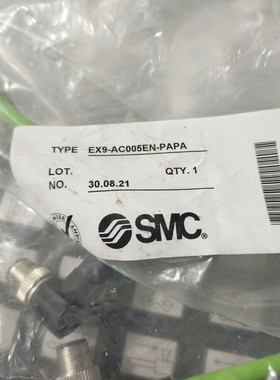 TYPE EX9-AC005EN-PAPA
LOT. QTY. 1
NO. 30.08.21
SMC